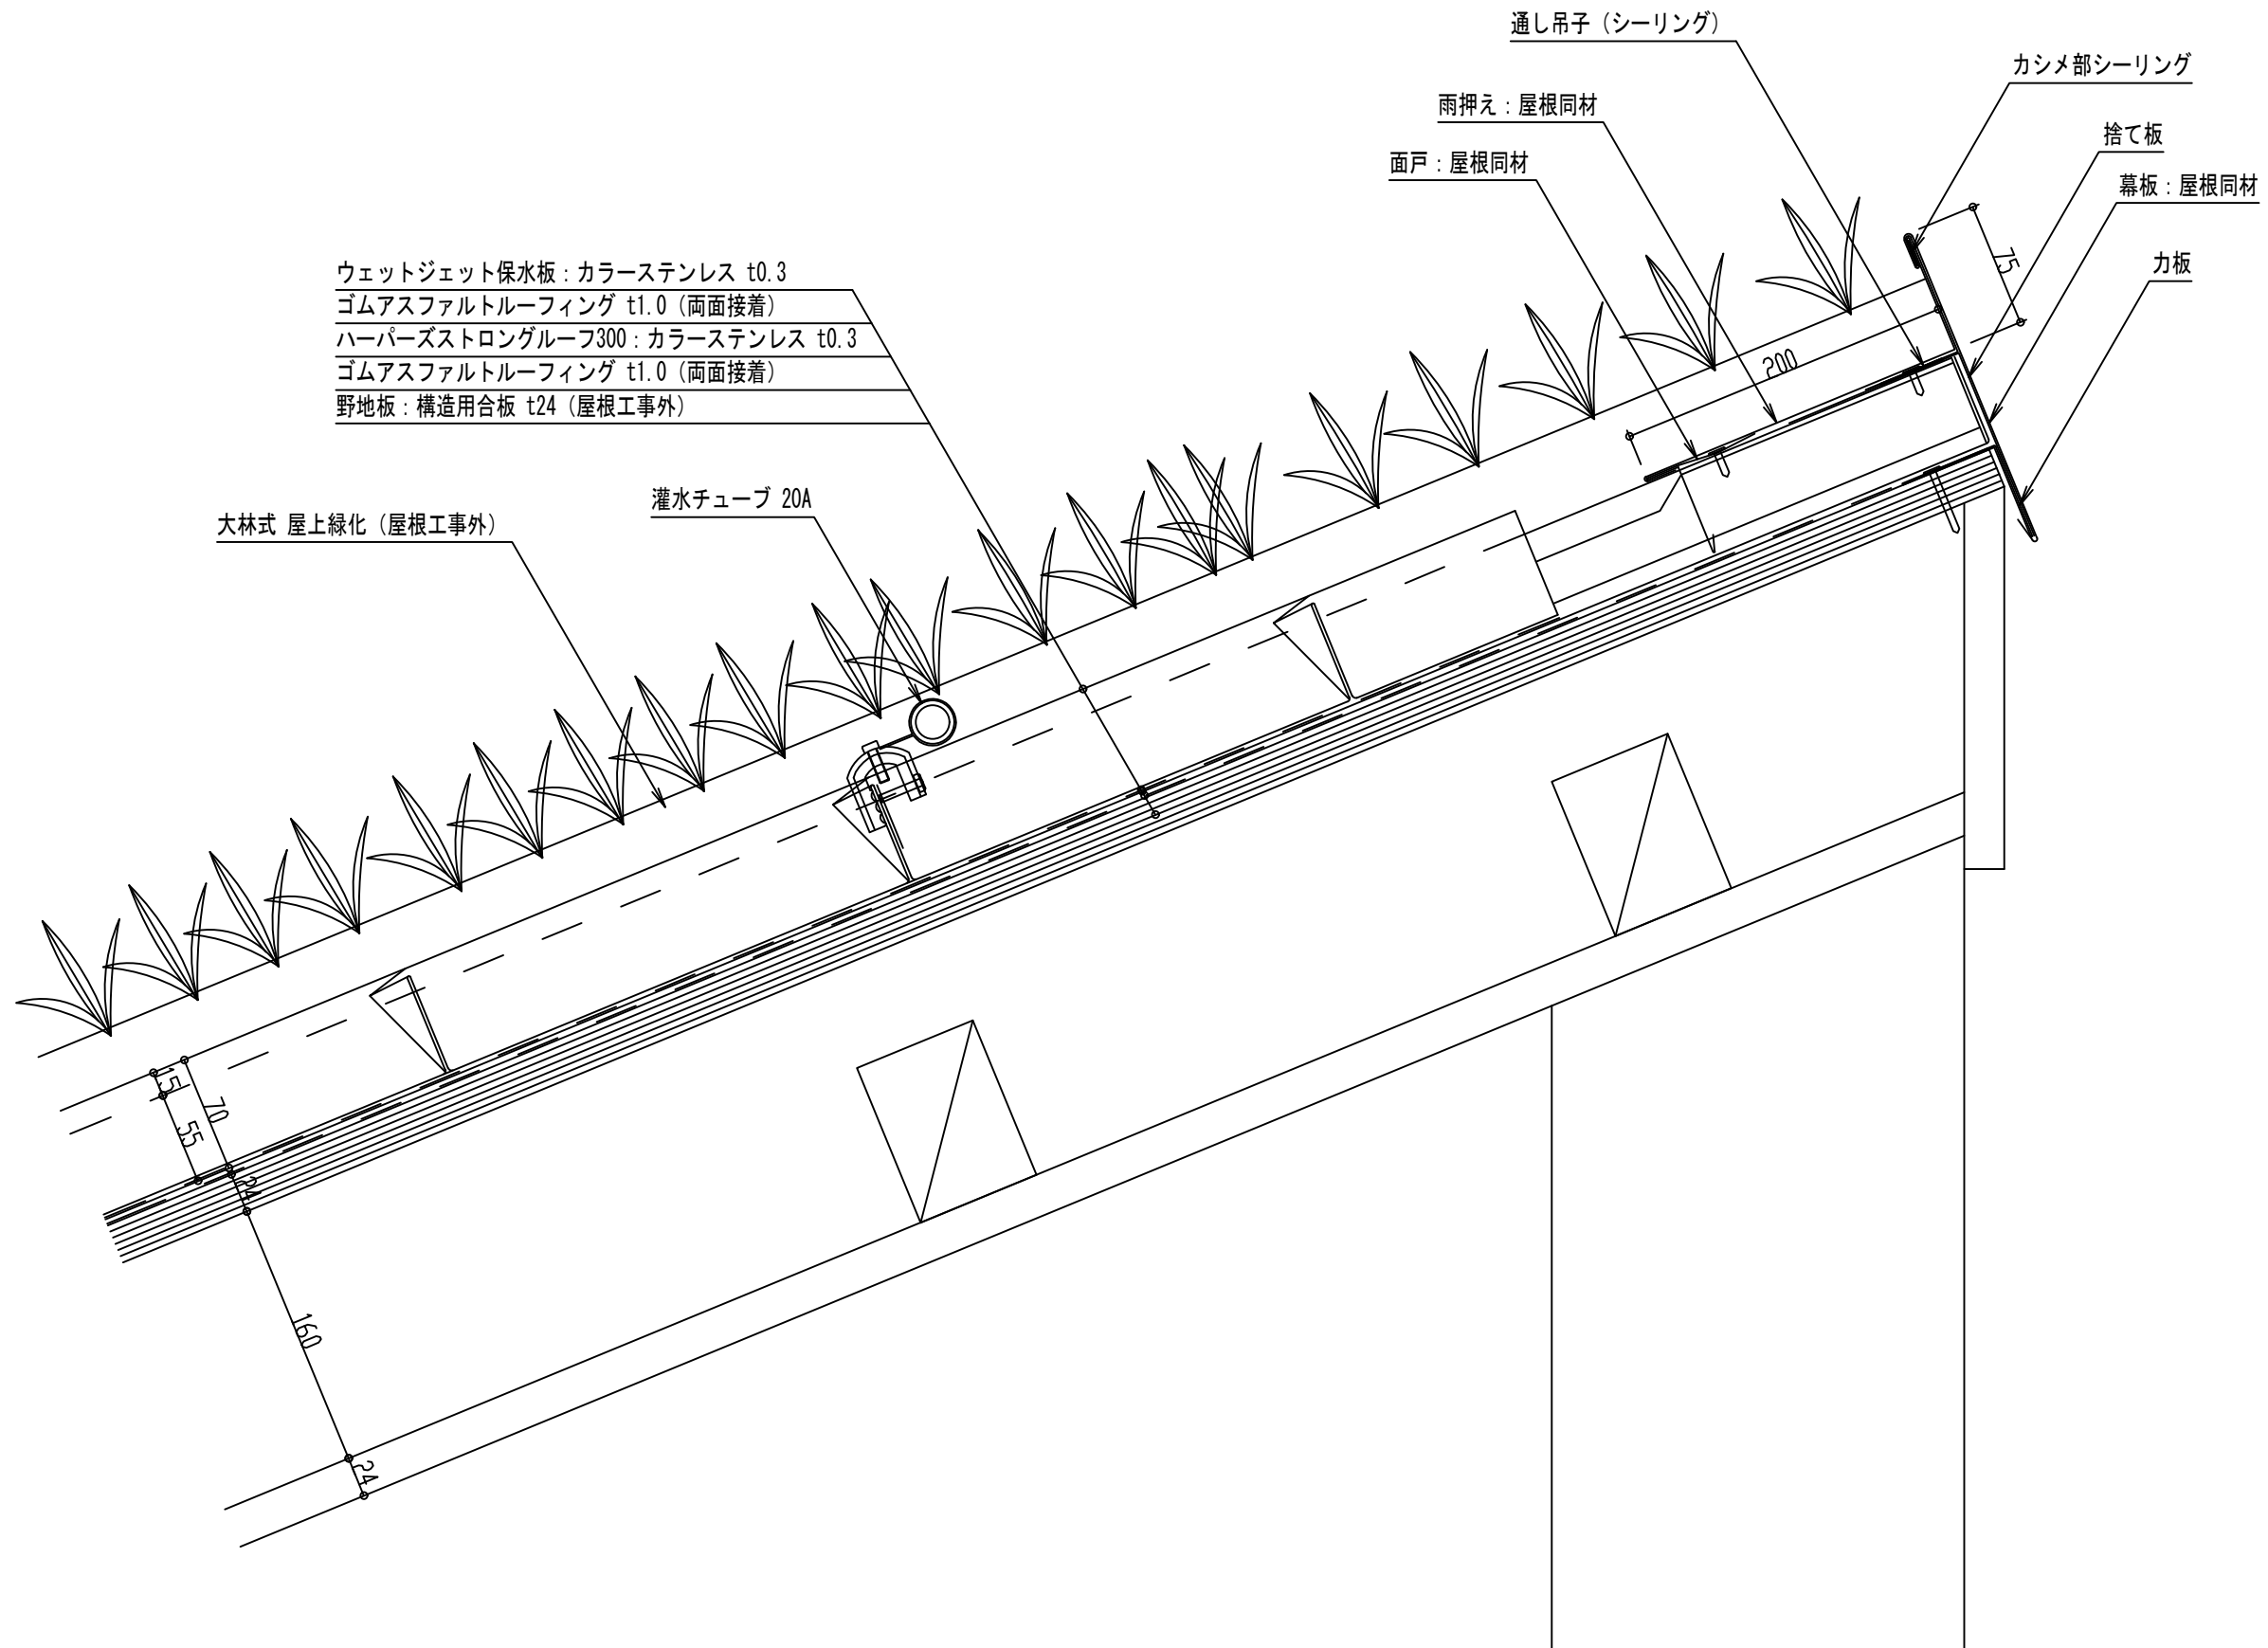 通し吊子（シーリング）
カシメ部シーリング
雨押え：屋根同材
捨て板
面戸：屋根同材
幕板：屋根同材
力板
75
ウェットジェット保水板：カラーステンレス t0.3
ゴムアスファルトルーフィング t1.0（両面接着）
ハーパーズストロングルーフ300：カラーステンレス t0.3
ゴムアスファルトルーフィング t1.0（両面接着）
野地板：構造用合板 t24（屋根工事外）
200
灌水チューブ 20A
大林式 屋上緑化（屋根工事外）
15
70
55
24
160
24